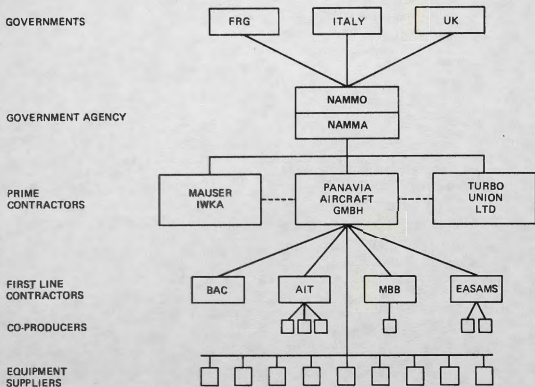 GOVERNMENTS
FRG
ITALY
UK
GOVERNMENT AGENCY
NAMMO
NAMMA
PRIME
CONTRACTORS
MAUSER
IWKA
PANAVIA
AIRCRAFT
GMBH
TURBO
UNION
LTD
FIRST LINE
CONTRACTORS
BAC
AIT
MBB
EASAMS
CO-PRODUCERS
EQUIPMENT
SUPPLIERS